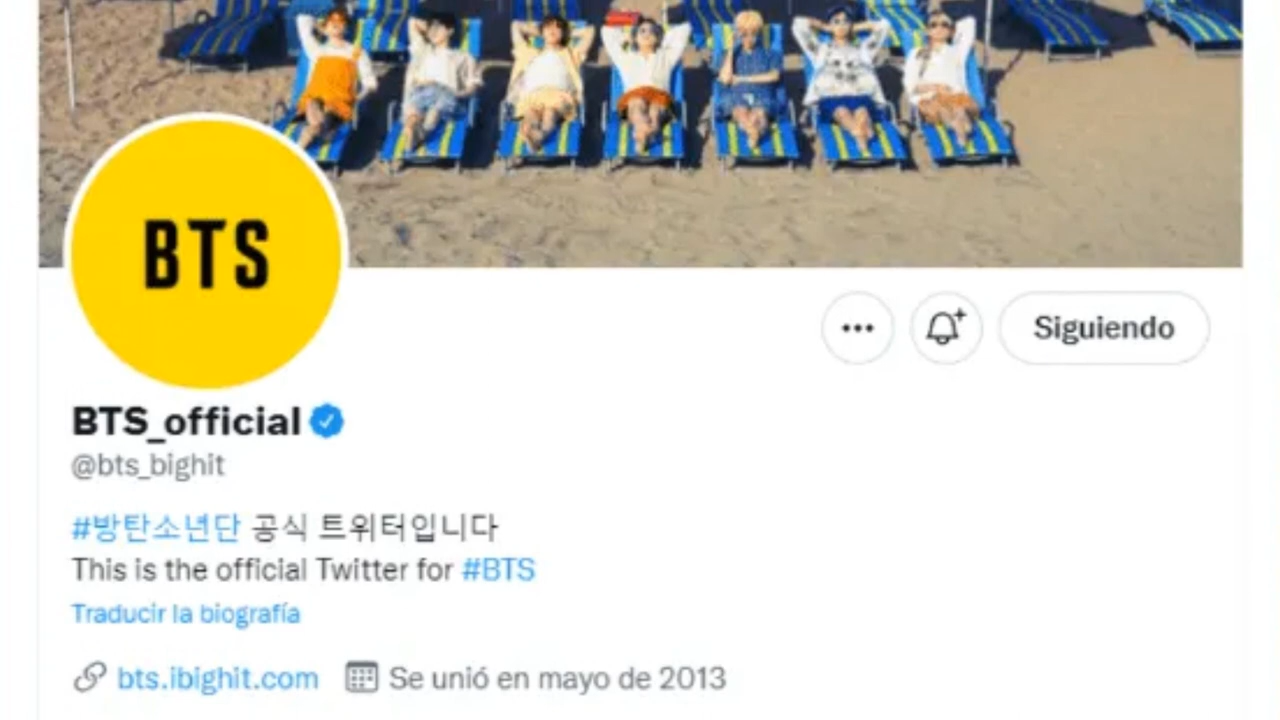 BTS
Siguiendo
BTS_official
@bts_bighit
#방탄소년단 공식 트위터입니다
This is the official Twitter for #BTS
Traducir la biografía
bts.ibighit.com Se unió en mayo de 2013